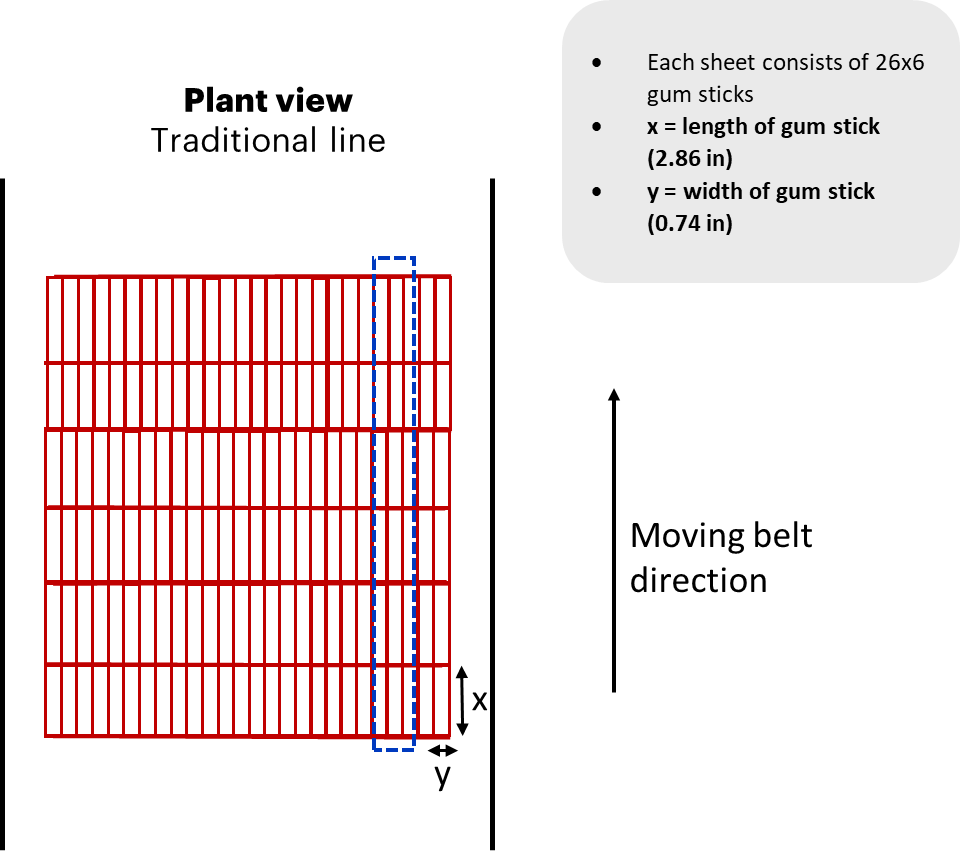 Plant view
Traditional line
• Each sheet consists of 26x6
gum sticks
• x = length of gum stick
(2.86 in)
• y = width of gum stick
(0.74 in)
Moving belt
direction
x
y